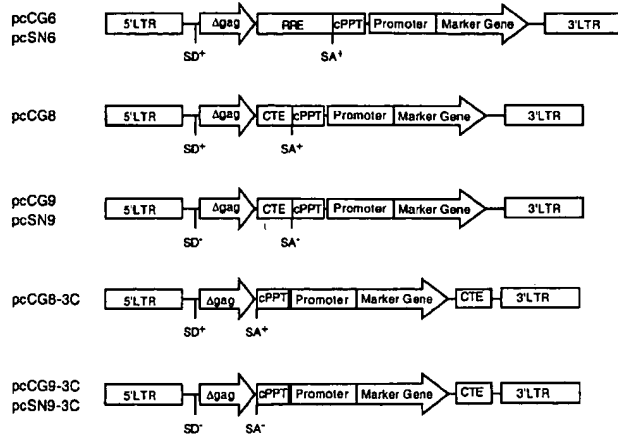 pcCG6
pcSN6
5'LTR Δgag RRE cPPT Promoter Marker Gene 3'LTR
SD+ SA+
pcCG8
5'LTR Δgag CTE cPPT Promoter Marker Gene 3'LTR
SD+ SA+
pcCG9
pcSN9
5'LTR Δgag CTE cPPT Promoter Marker Gene 3'LTR
SD- SA-
pcCG8-3C
5'LTR Δgag cPPT Promoter Marker Gene CTE 3'LTR
SD+ SA+
pcCG9-3C
pcSN9-3C
5'LTR Δgag cPPT Promoter Marker Gene CTE 3'LTR
SD- SA-